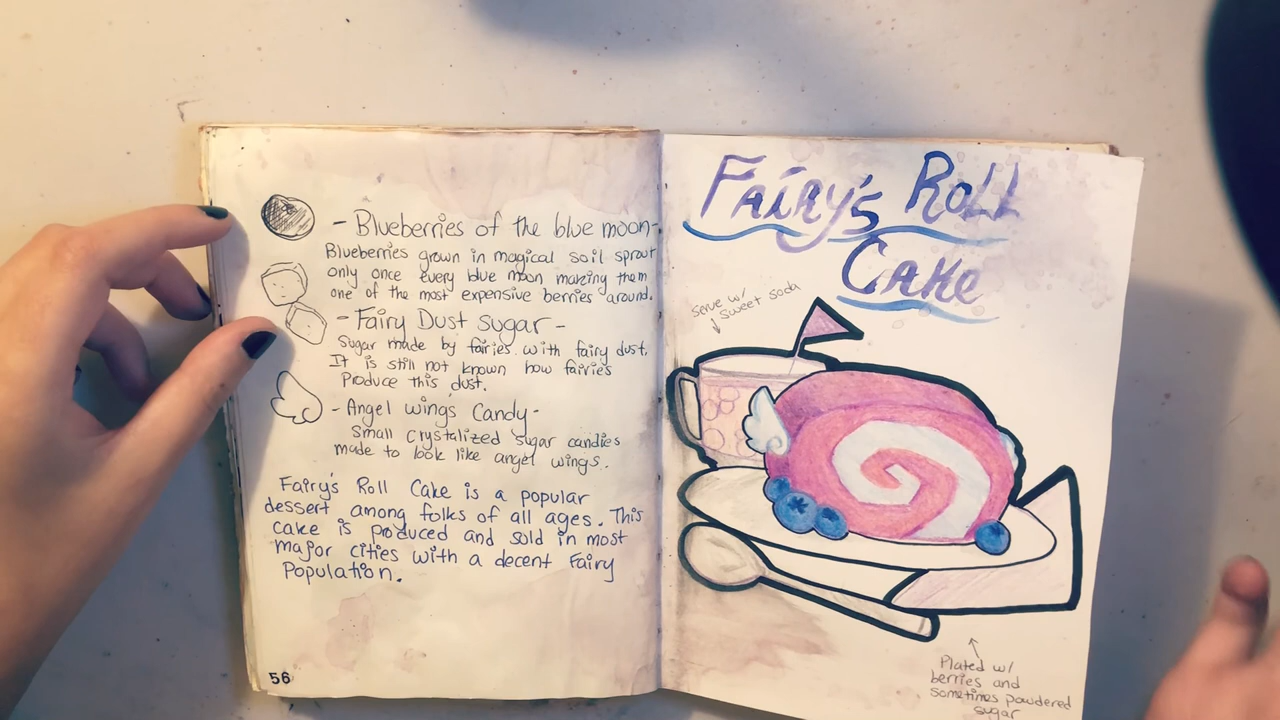 - Blueberries of the blue moon-
Blueberries grown in magical soil sprout
only once every blue moon making them
one of the most expensive berries around.
- Fairy Dust sugar -
Sugar made by fairies with fairy dust.
It is still not known how fairies
Produce this dust.
- Angel wing's Candy -
Small crystalized sugar candies
made to look like angel wings.
Fairy's Roll Cake is a popular
dessert among folks of all ages. This
cake is produced and sold in most
major cities with a decent Fairy
Population.
56
Fairy's Roll
Cake
serve w/
sweet soda
Plated w/
berries and
sometimes powdered
sugar